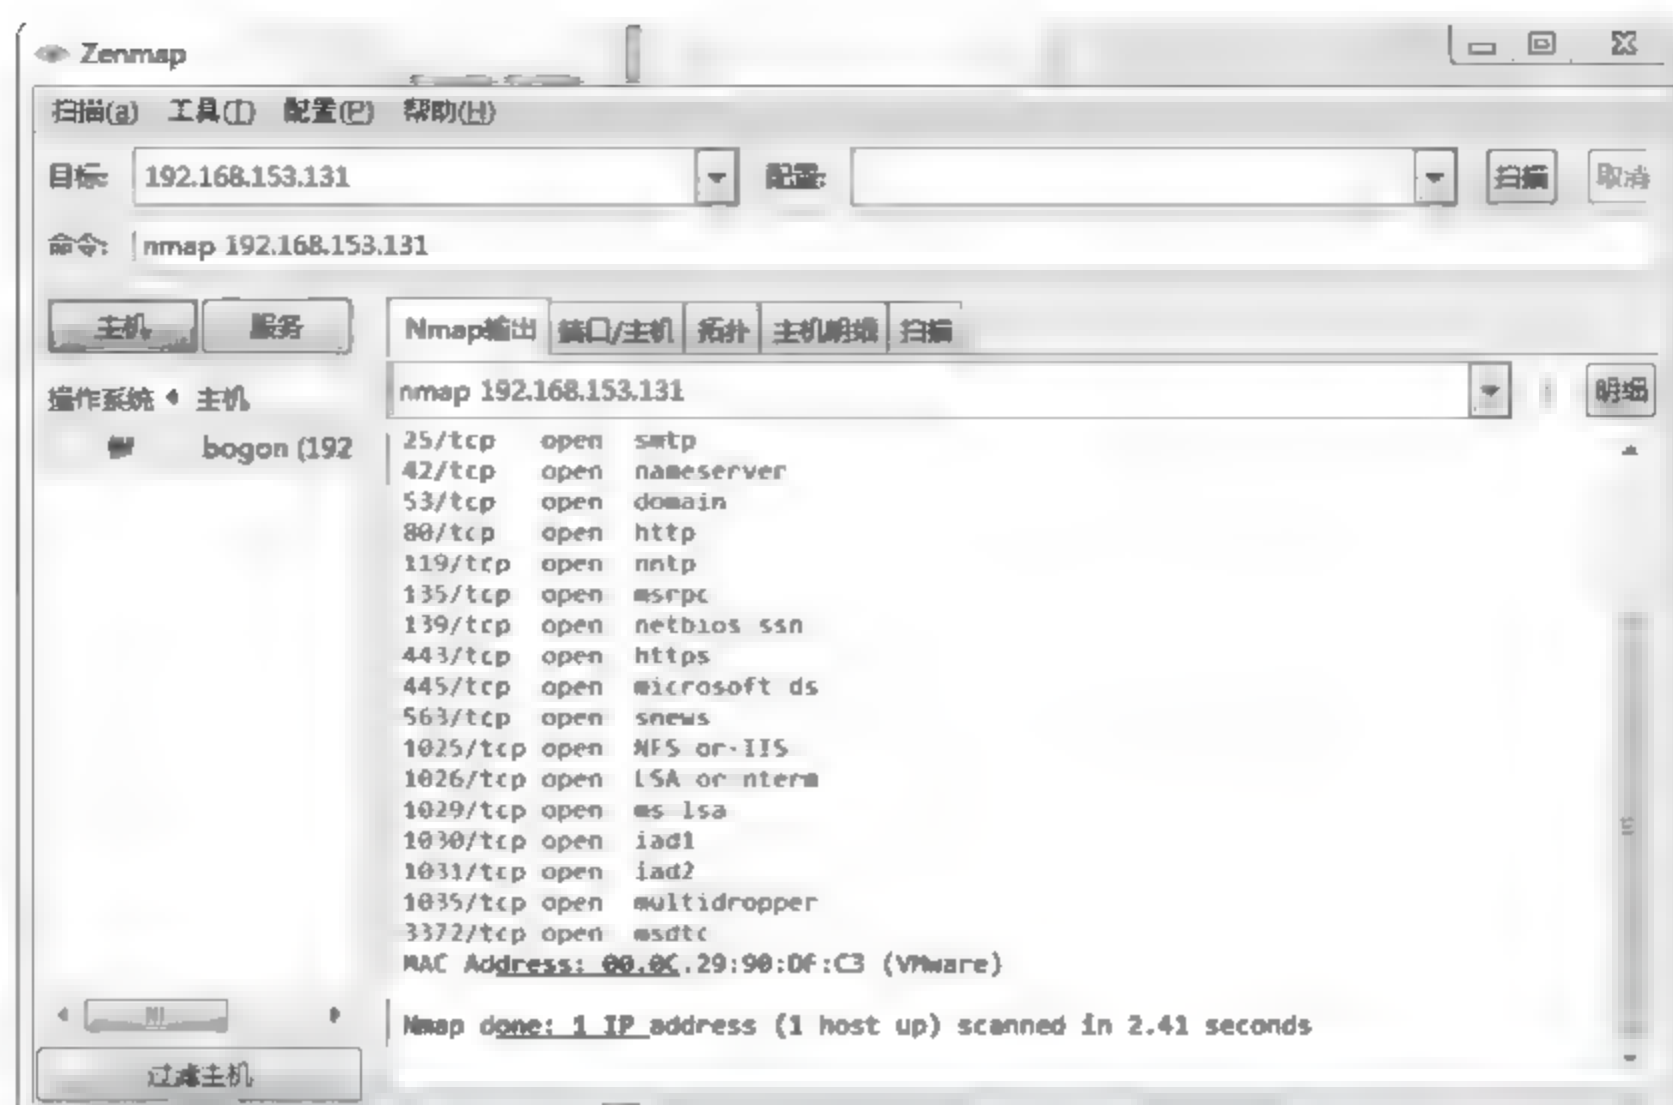 Zenmap
扫描(a) 工具(T) 配置(P) 帮助(H)
目标: 192.168.153.131 配置: 扫描 取消
命令: nmap 192.168.153.131
主机 服务 Nmap输出 端口/主机 拓扑 主机明细 扫描
操作系统 主机 nmap 192.168.153.131 明细
bogon (192
25/tcp open smtp
42/tcp open nameserver
53/tcp open domain
80/tcp open http
119/tcp open nntp
135/tcp open msrpc
139/tcp open netbios ssn
443/tcp open https
445/tcp open microsoft ds
563/tcp open snews
1025/tcp open NFS or-IIS
1026/tcp open LSA or nterm
1029/tcp open ms lsa
1030/tcp open iad1
1031/tcp open iad2
1035/tcp open multidropper
3372/tcp open msdtc
MAC Address: 00.0C.29:90:DF:C3 (VMware)
Nmap done: 1 IP address (1 host up) scanned in 2.41 seconds
过滤主机